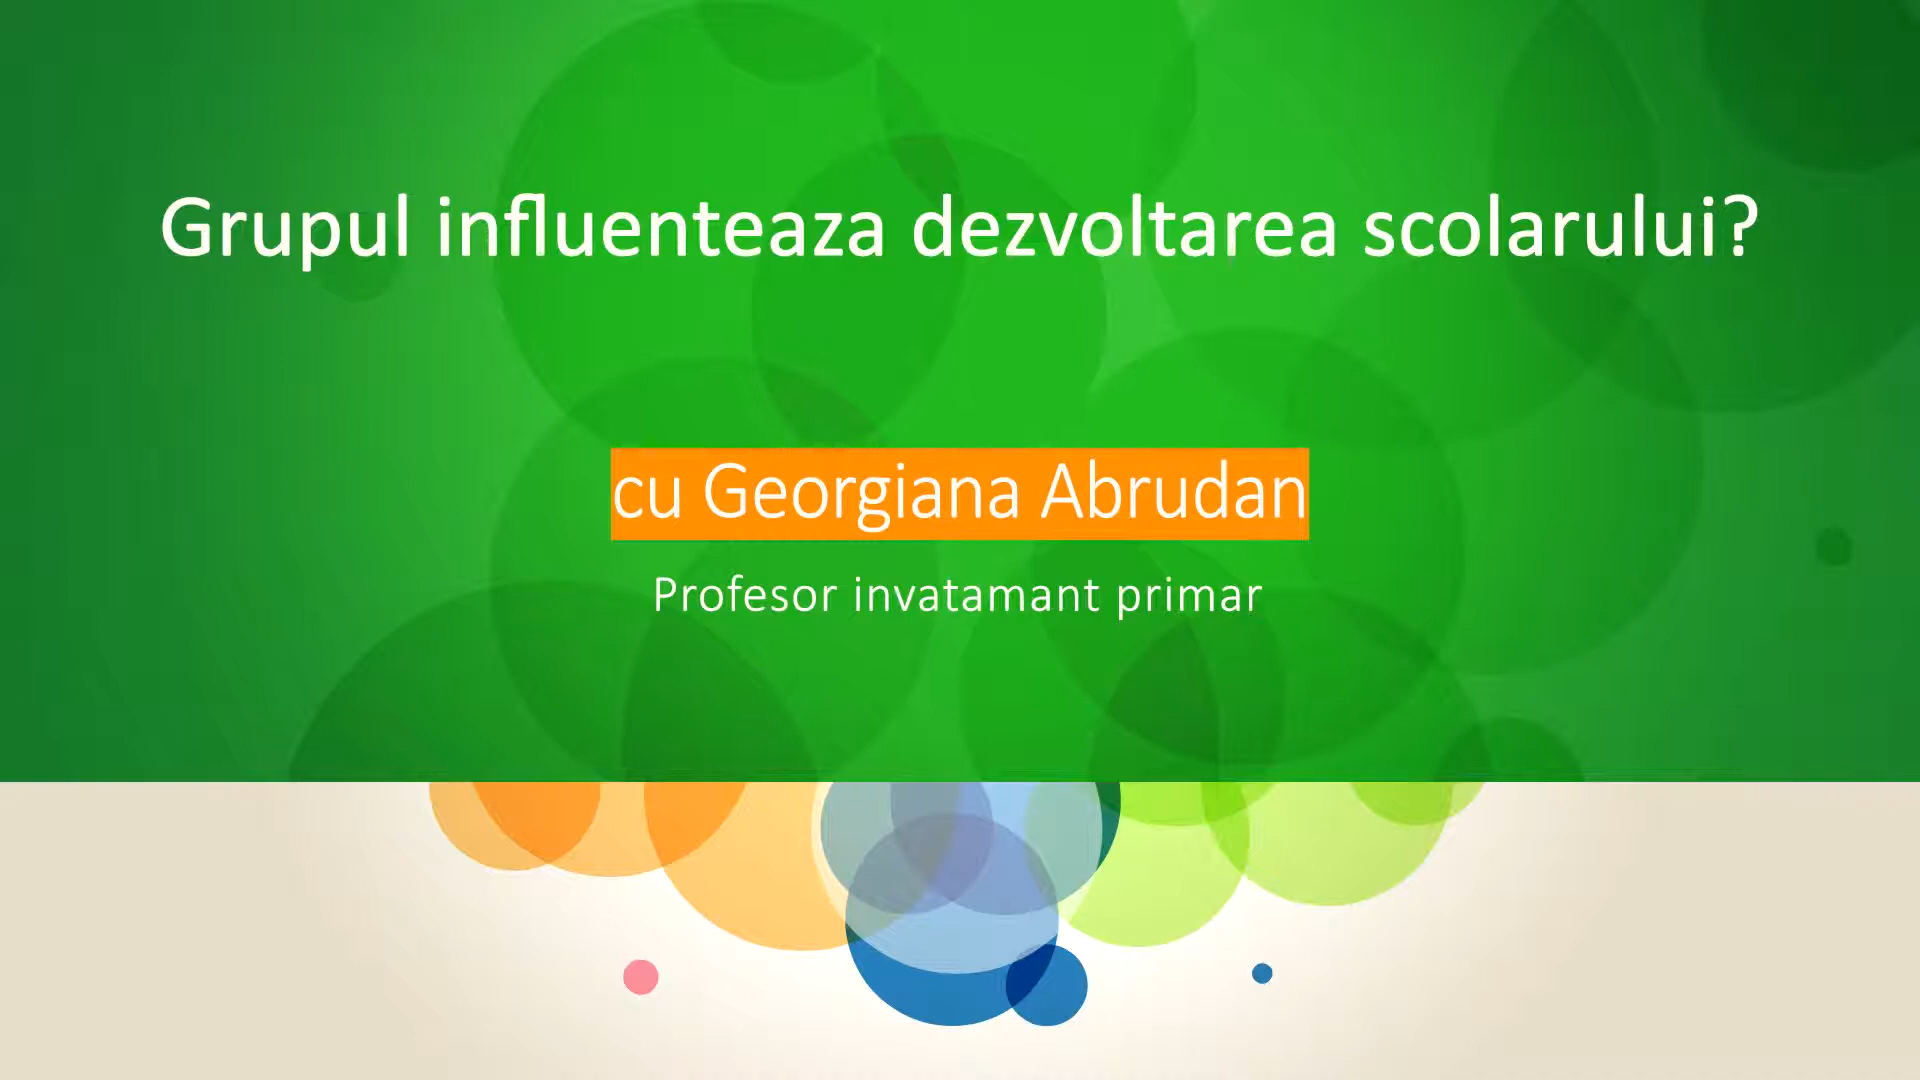 Grupul influenteaza dezvoltarea scolarului?
cu Georgiana Abrudan
Profesor invatamant primar